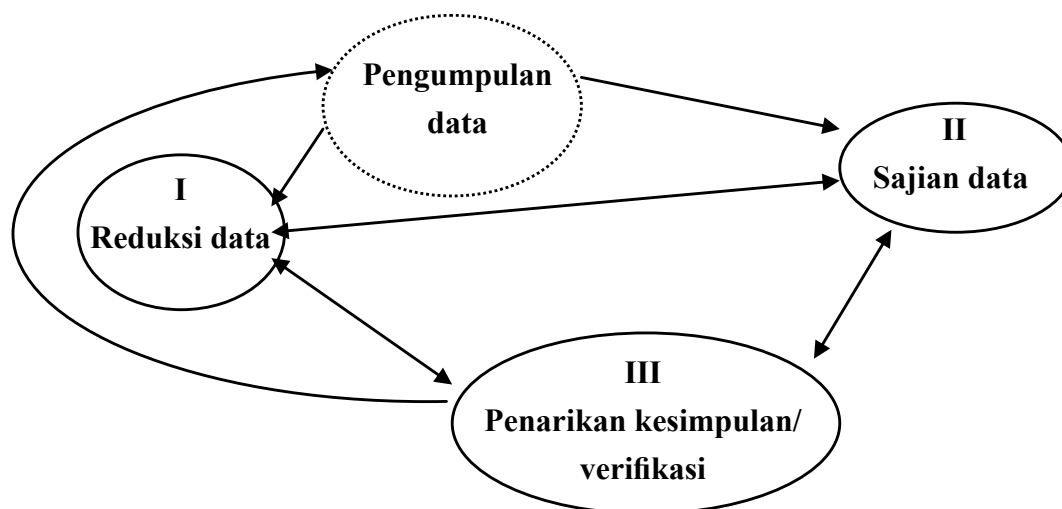 Pengumpulan
data
I
Reduksi data
II
Sajian data
III
Penarikan kesimpulan/
verifikasi